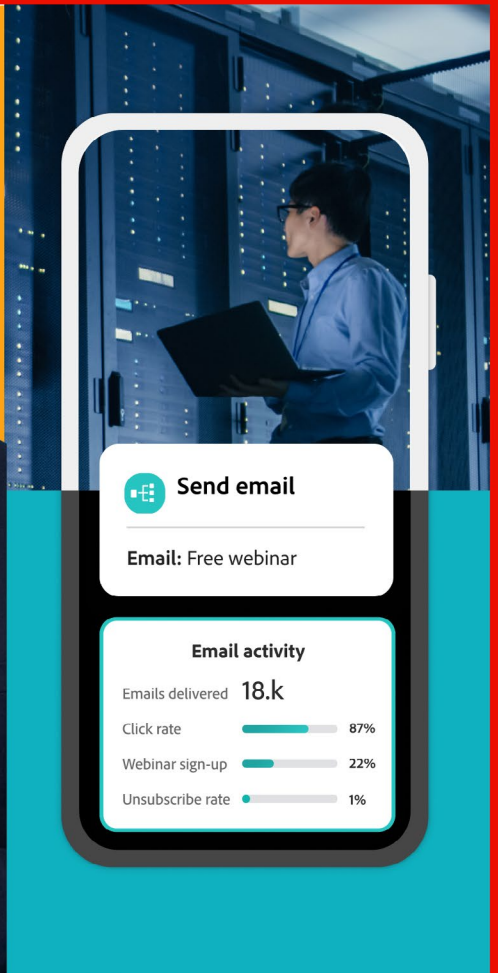 Send email
Email: Free webinar
Email activity
Emails delivered 18.k
Click rate 87%
Webinar sign-up 22%
Unsubscribe rate 1%